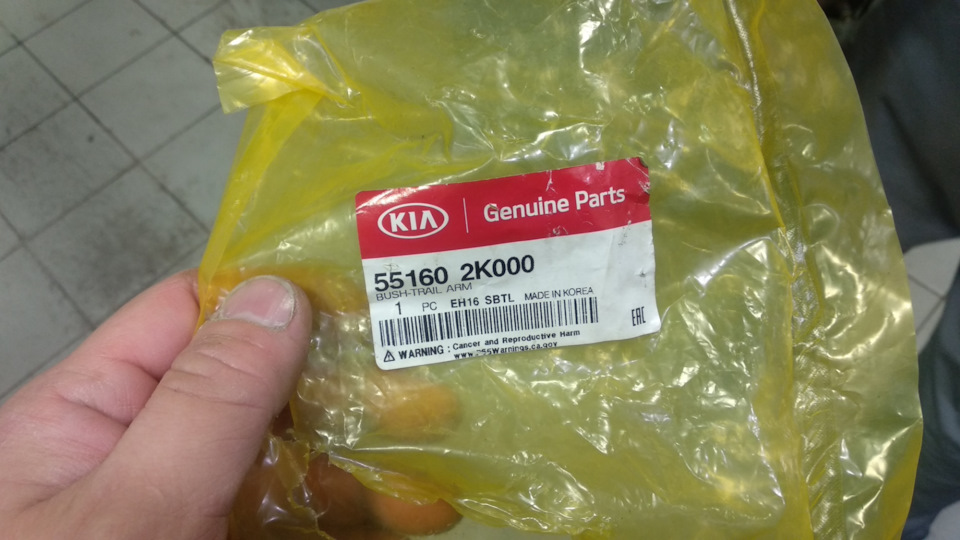 KIA Genuine Parts
55160 2K000
BUSH-TRAIL ARM
1 PC EH16 SBTL MADE IN KOREA
EAC
⚠ WARNING : Cancer and Reproductive Harm
www.P65Warnings.ca.gov